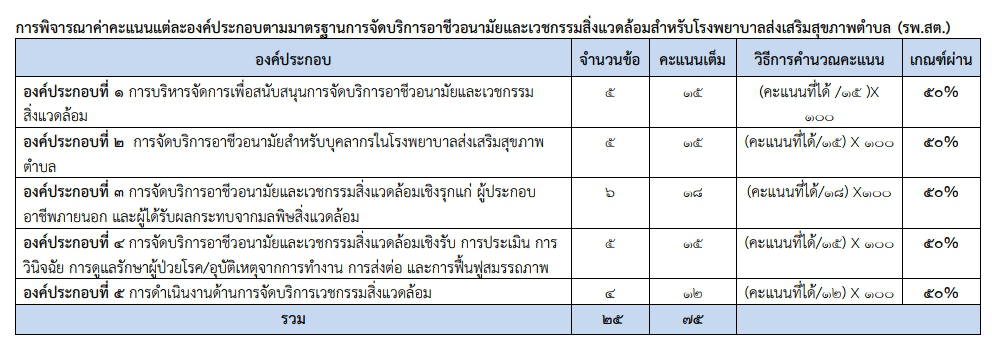 การพิจารณาค่าคะแนนแต่ละองค์ประกอบตามมาตรฐานการจัดบริการอาชีวอนามัยและเวชกรรมสิ่งแวดล้อมสำหรับโรงพยาบาลส่งเสริมสุขภาพตำบล (รพ.สต.)
องค์ประกอบ จำนวนข้อ คะแนนเต็ม วิธีการคำนวณคะแนน เกณฑ์ผ่าน
องค์ประกอบที่ ๑ การบริหารจัดการเพื่อสนับสนุนการจัดบริการอาชีวอนามัยและเวชกรรม ๕ ๑๕ (คะแนนที่ได้ /๑๕ )X ๕๐%
สิ่งแวดล้อม ๑๐๐
องค์ประกอบที่ ๒ การจัดบริการอาชีวอนามัยสำหรับบุคลากรในโรงพยาบาลส่งเสริมสุขภาพ ๕ ๑๕ (คะแนนที่ได้/๑๕) X ๑๐๐ ๕๐%
ตำบล
องค์ประกอบที่ ๓ การจัดบริการอาชีวอนามัยและเวชกรรมสิ่งแวดล้อมเชิงรุกแก่ ผู้ประกอบ ๖ ๑๘ (คะแนนที่ได้/๑๘) X๑๐๐ ๕๐%
อาชีพภายนอก และผู้ได้รับผลกระทบจากมลพิษสิ่งแวดล้อม
องค์ประกอบที่ ๔ การจัดบริการอาชีวอนามัยและเวชกรรมสิ่งแวดล้อมเชิงรับ การประเมิน การ ๕ ๑๕ (คะแนนที่ได้/๑๕) X ๑๐๐ ๕๐%
วินิจฉัย การดูแลรักษาผู้ป่วยโรค/อุบัติเหตุจากการทำงาน การส่งต่อ และการฟื้นฟูสมรรถภาพ
องค์ประกอบที่ ๕ การดำเนินงานด้านการจัดบริการเวชกรรมสิ่งแวดล้อม ๔ ๑๒ (คะแนนที่ได้/๑๒) X ๑๐๐ ๕๐%
รวม ๒๕ ๗๕